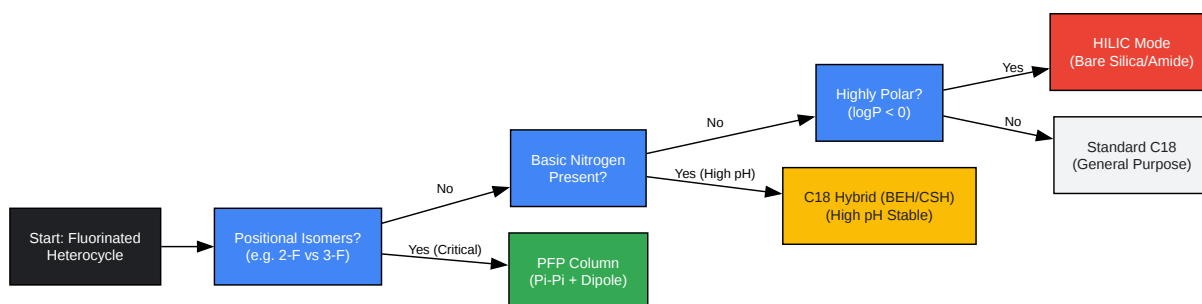 Start: Fluorinated
Heterocycle
Positional Isomers?
(e.g. 2-F vs 3-F)
No
Yes (Critical)
Basic Nitrogen
Present?
PFP Column
(Pi-Pi + Dipole)
No
Yes (High pH)
Highly Polar?
(logP < 0)
C18 Hybrid (BEH/CSH)
(High pH Stable)
Yes
No
HILIC Mode
(Bare Silica/Amide)
Standard C18
(General Purpose)